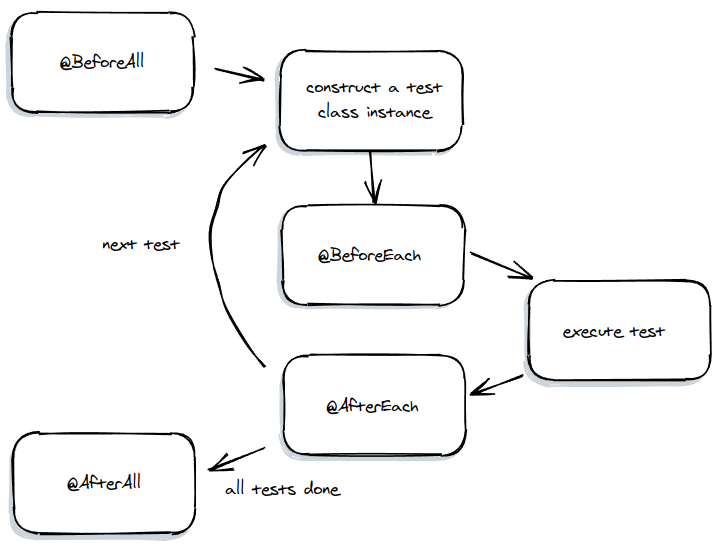 @BeforeAll
construct a test
class instance
next test
@BeforeEach
execute test
@AfterEach
@AfterAll
all tests done